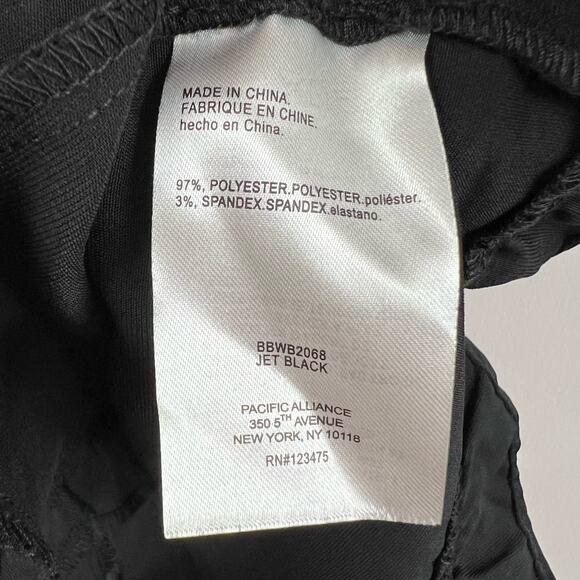 MADE IN CHINA.
FABRIQUE EN CHINE.
hecho en China.
97%, POLYESTER.POLYESTER.poliéster.
3%, SPANDEX.SPANDEX.elastano.
BBWB2068
JET BLACK
PACIFIC ALLIANCE
350 5TH AVENUE
NEW YORK, NY 10118
RN#123475